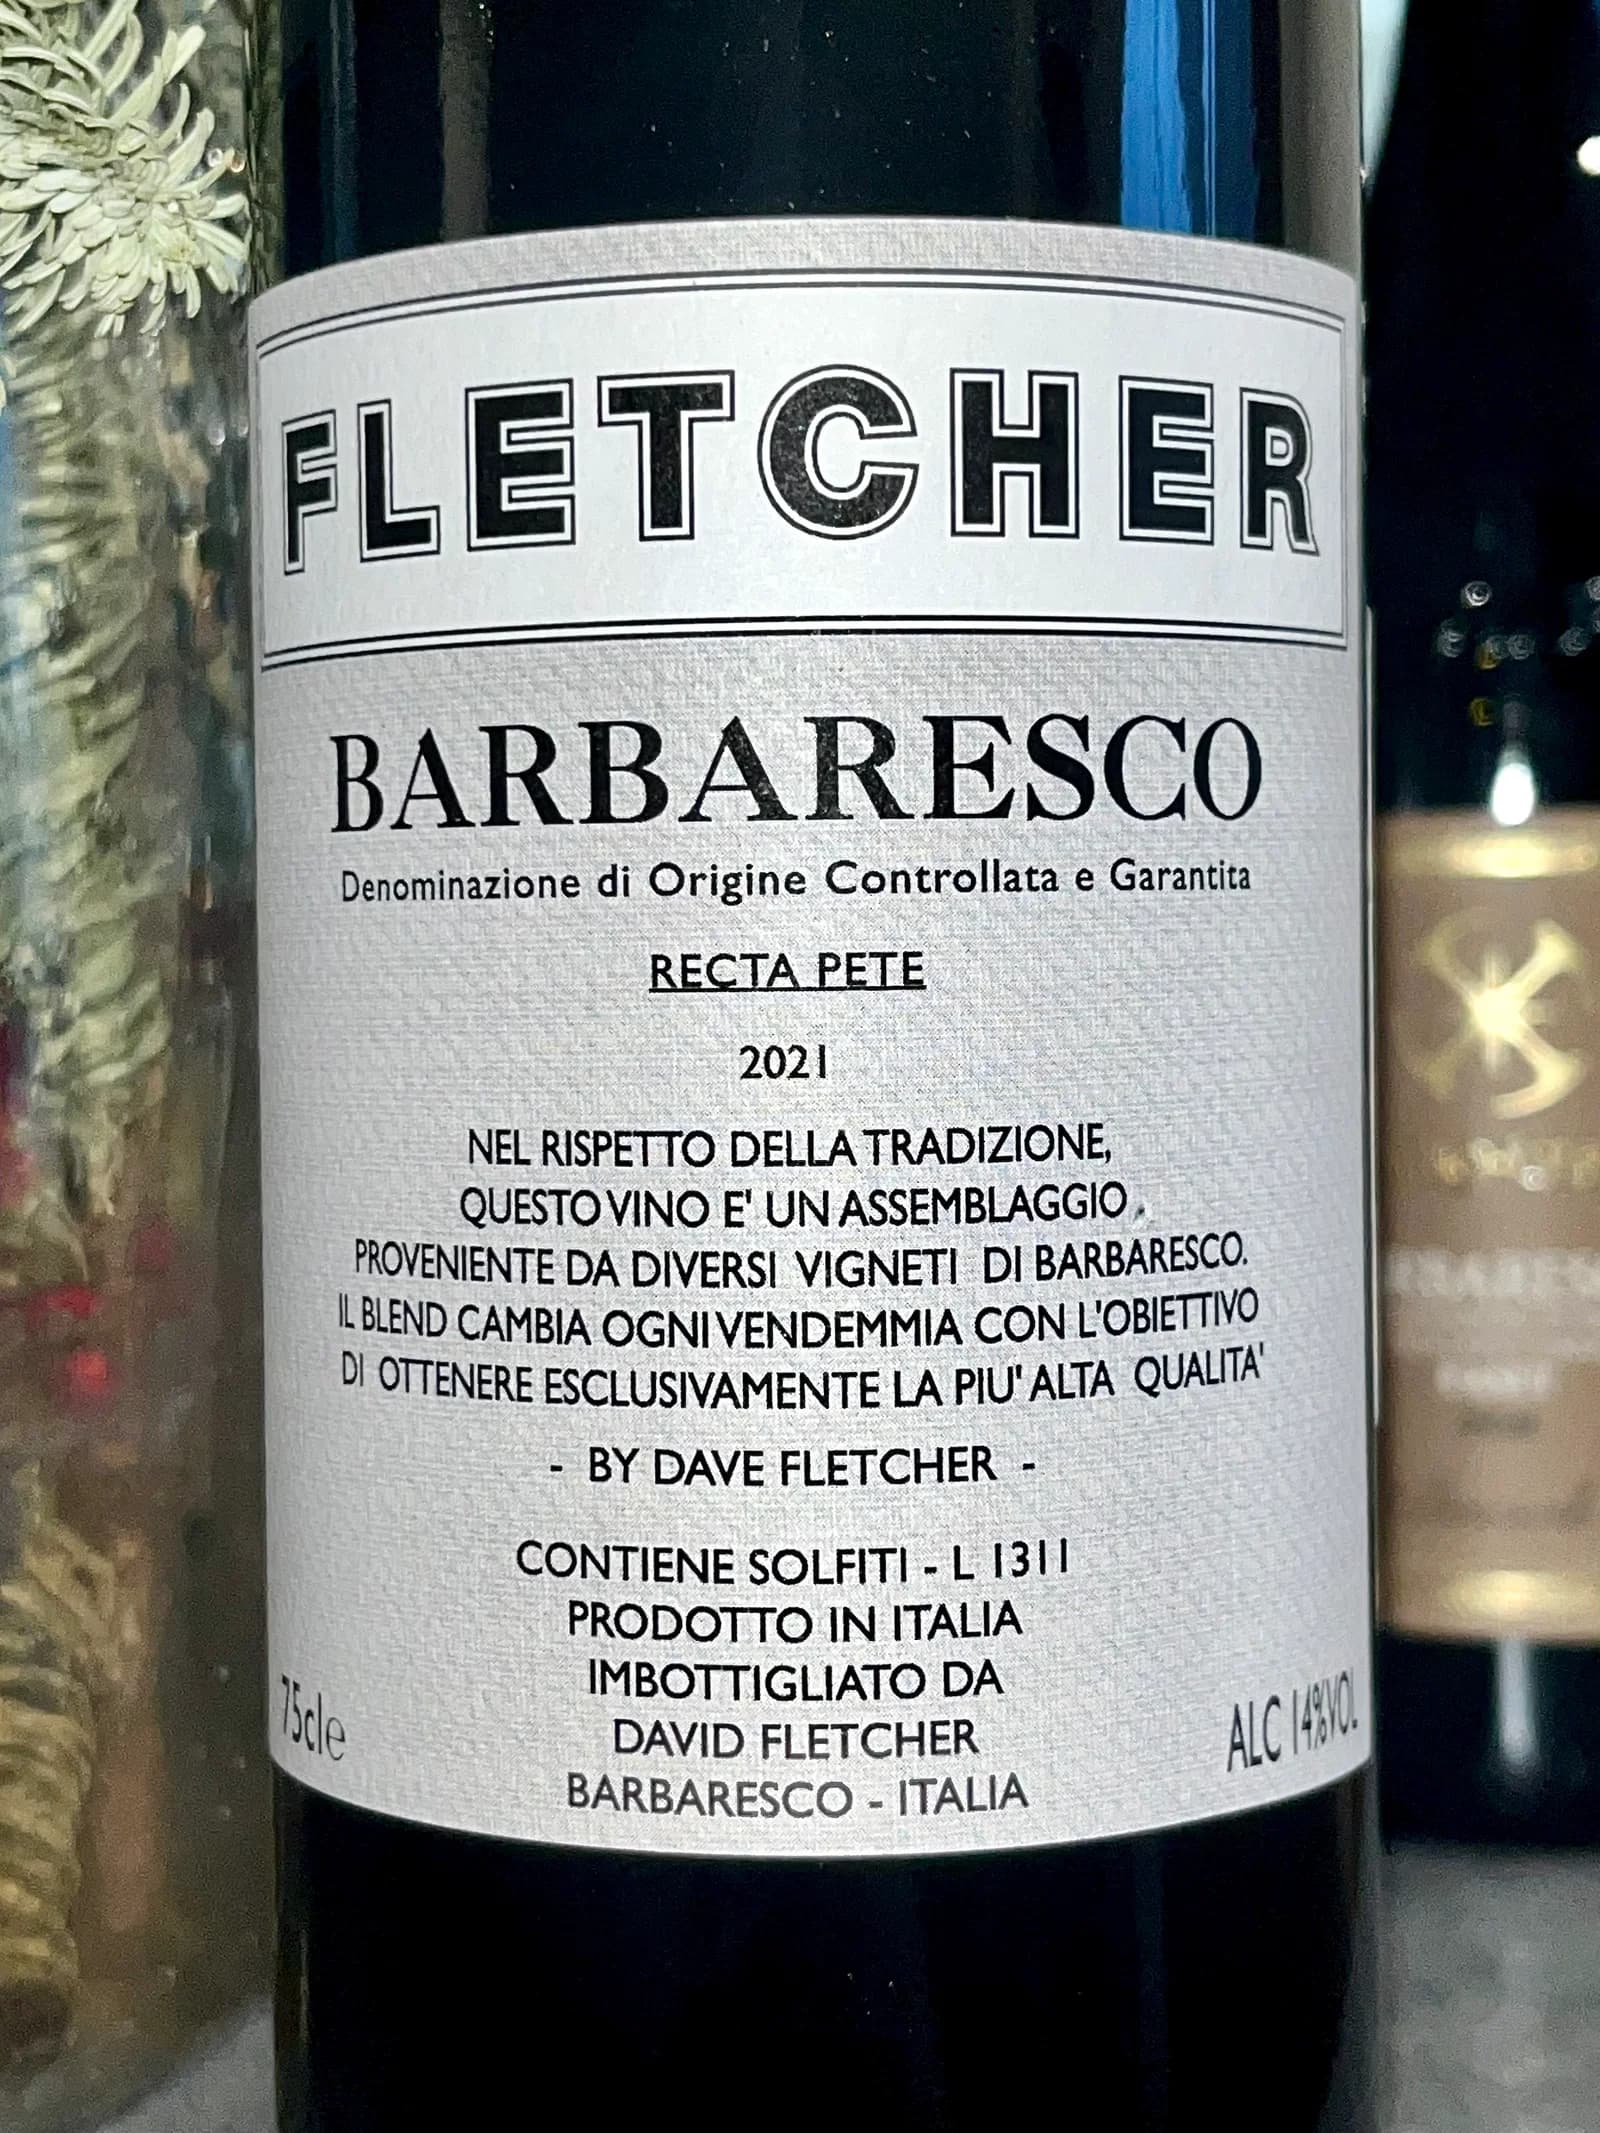 FLETCHER
BARBARESCO
Denominazione di Origine Controllata e Garantita
RECTA PETE
2021
NEL RISPETTO DELLA TRADIZIONE,
QUESTO VINO E' UN ASSEMBLAGGIO
PROVENIENTE DA DIVERSI VIGNETI DI BARBARESCO.
IL BLEND CAMBIA OGNI VENDEMMIA CON L'OBIETTIVO
DI OTTENERE ESCLUSIVAMENTE LA PIU' ALTA QUALITA'
- BY DAVE FLETCHER -
CONTIENE SOLFITI - L 1311
PRODOTTO IN ITALIA
IMBOTTIGLIATO DA
DAVID FLETCHER
BARBARESCO - ITALIA
75cl e
ALC 14%VOL